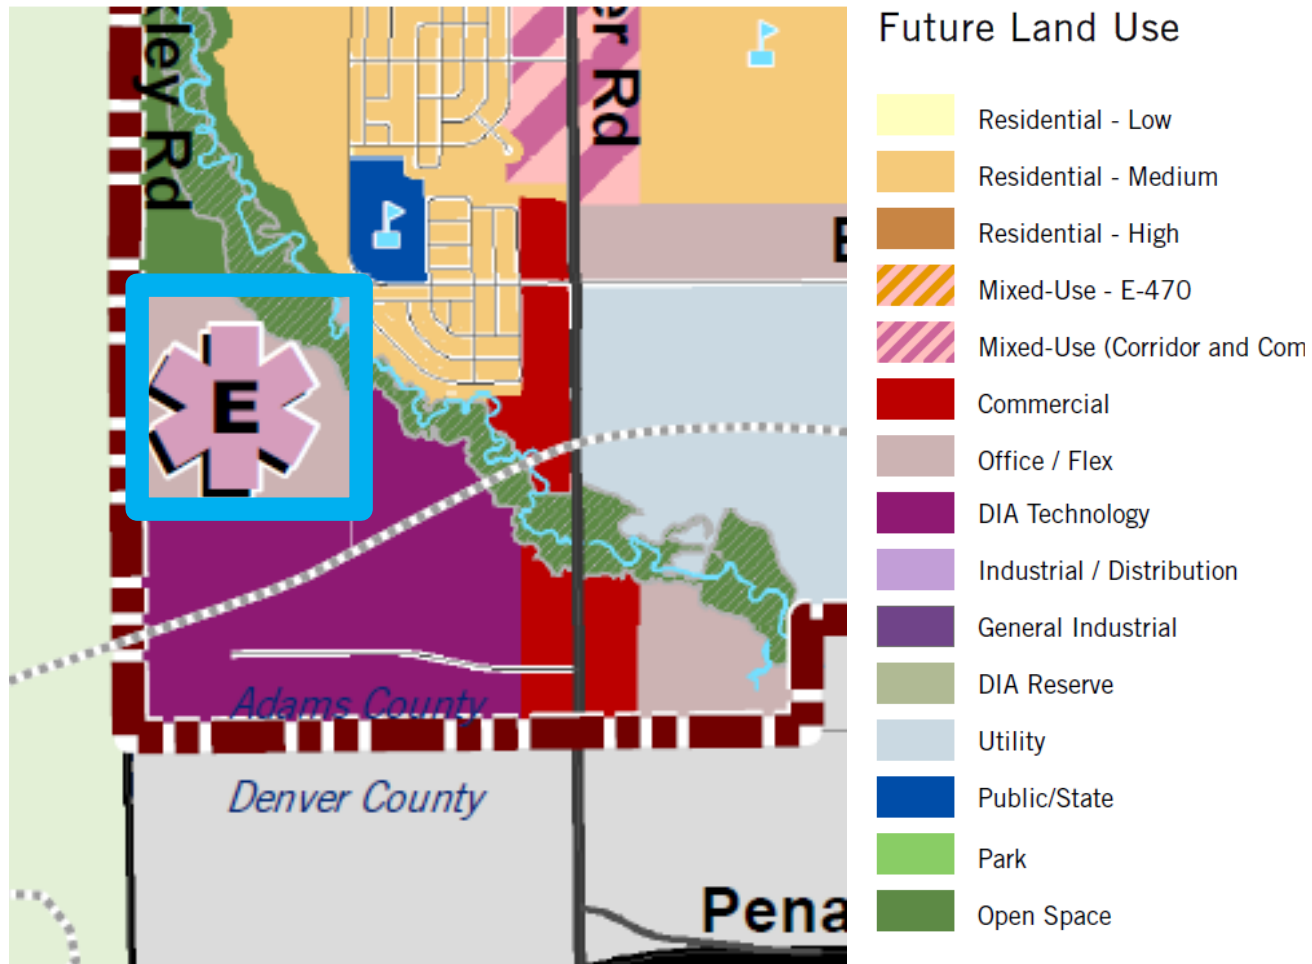 kley Rd
er Rd
E
E
Adams County
Denver County
Pena
Future Land Use
Residential - Low
Residential - Medium
Residential - High
Mixed-Use - E-470
Mixed-Use (Corridor and Com
Commercial
Office / Flex
DIA Technology
Industrial / Distribution
General Industrial
DIA Reserve
Utility
Public/State
Park
Open Space